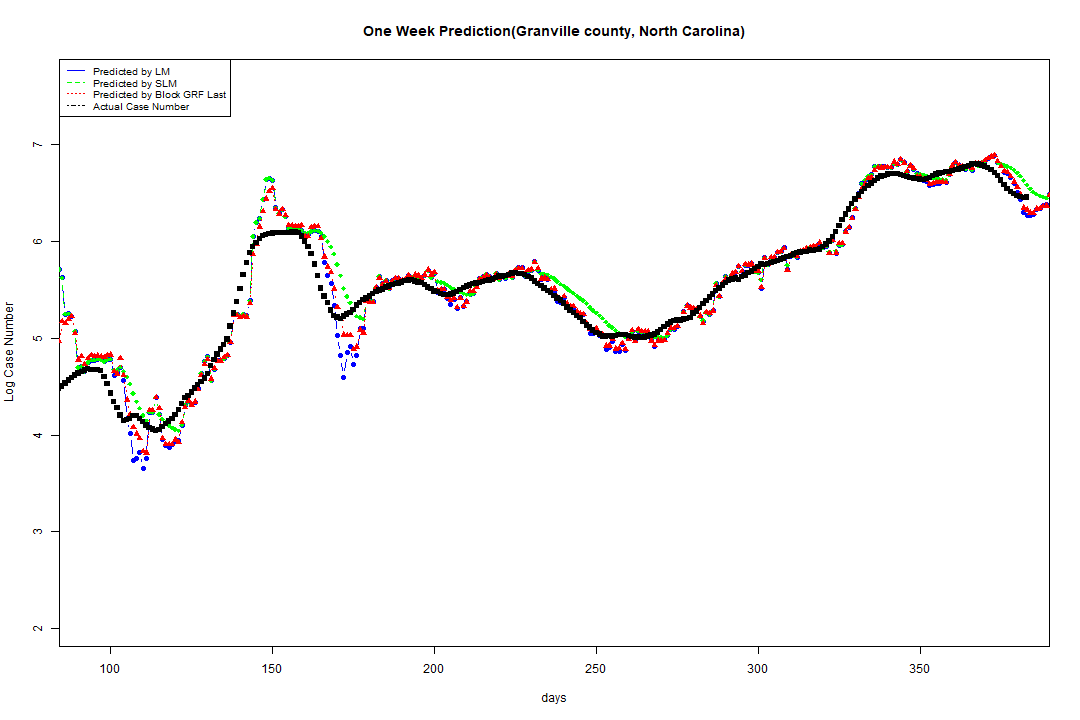 One Week Prediction(Granville county, North Carolina)
Predicted by LM
Predicted by SLM
Predicted by Block GRF Last
Actual Case Number
Log Case Number
7
6
5
4
3
2
100 150 200 250 300 350
days